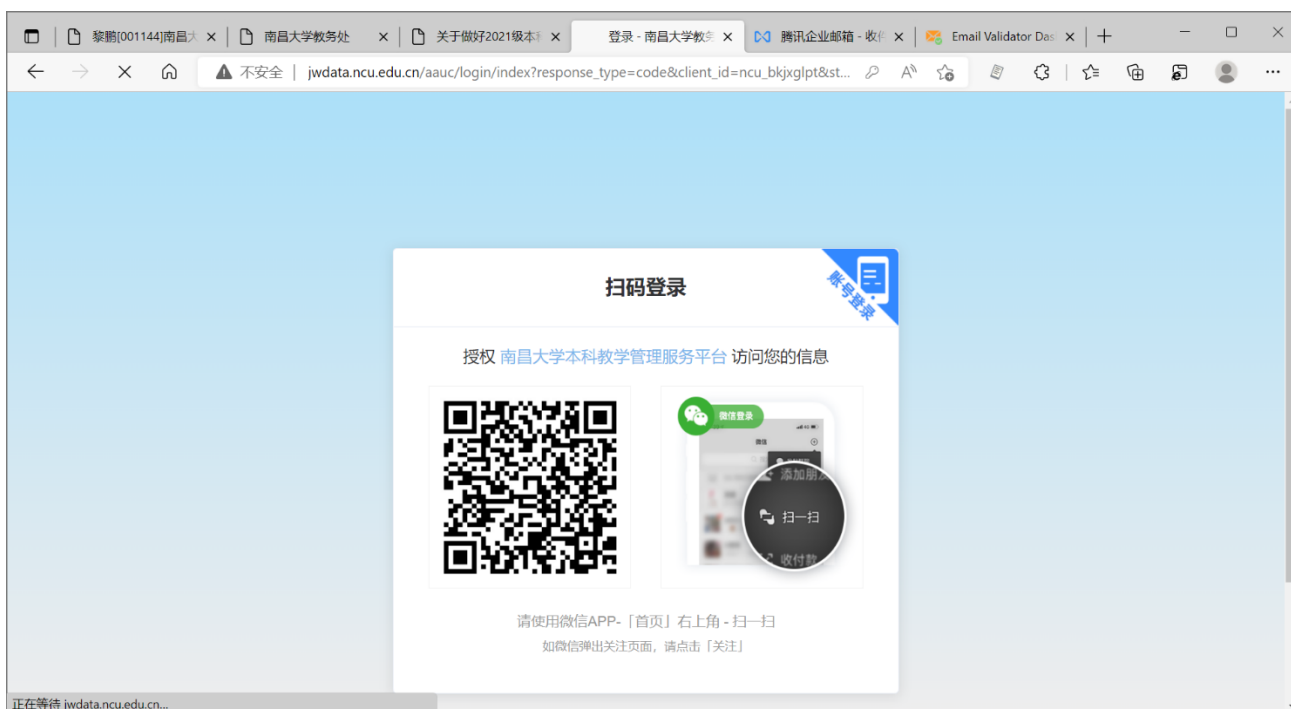 黎鹏[001144]南昌大
南昌大学教务处
关于做好2021级本科
登录 - 南昌大学教务
腾讯企业邮箱 - 收件
Email Validator Das
不安全 | jwdata.ncu.edu.cn/aauc/login/index?response_type=code&client_id=ncu_bkjxglpt&st...
扫码登录
账号登录
授权 南昌大学本科教学管理服务平台 访问您的信息
微信登录
微信
添加朋友
扫一扫
收付款
请使用微信APP-「首页」右上角 - 扫一扫
如微信弹出关注页面，请点击「关注」
正在等待 jwdata.ncu.edu.cn...